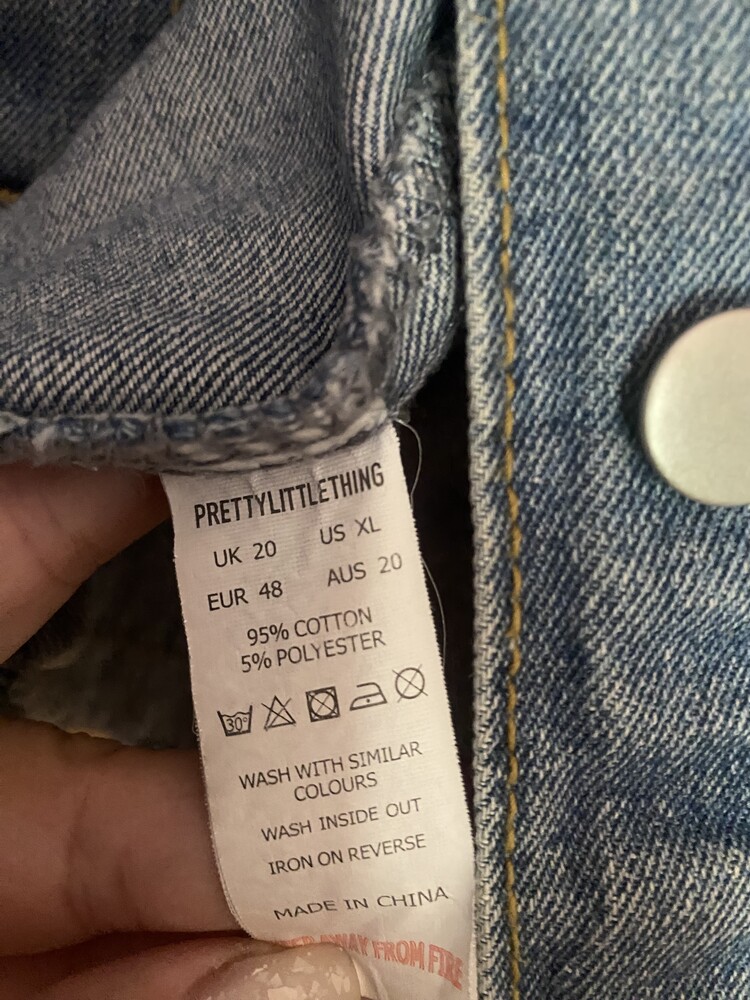 PRETTYLITTLETHING
UK 20 US XL
EUR 48 AUS 20
95% COTTON
5% POLYESTER
30°
WASH WITH SIMILAR
COLOURS
WASH INSIDE OUT
IRON ON REVERSE
MADE IN CHINA
AWAY FROM FIRE